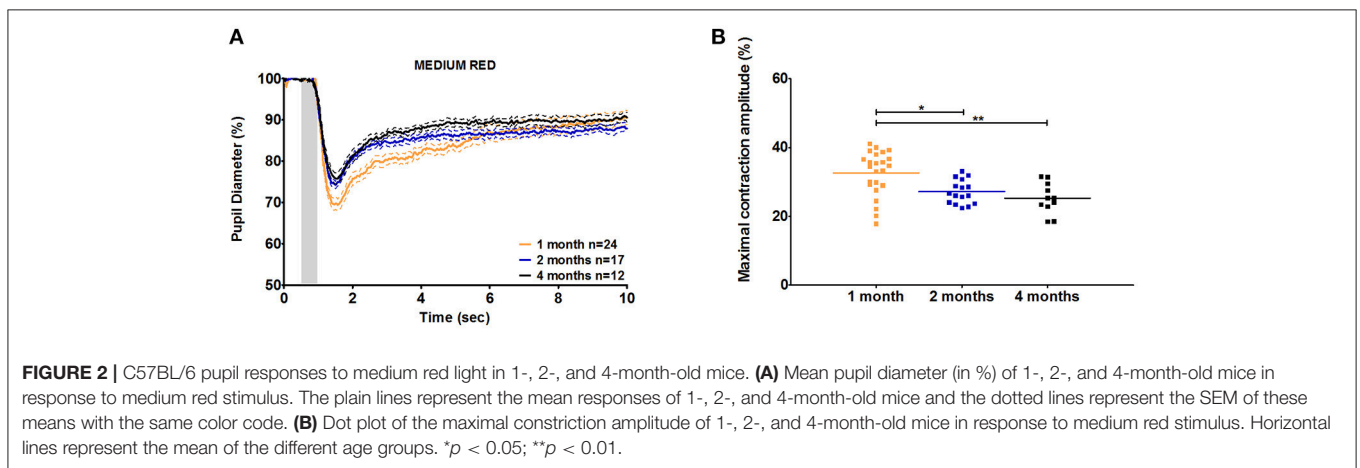 A
MEDIUM RED
Pupil Diameter (%)
100
90
80
70
60
50
0
2
4
6
8
10
Time (sec)
1 month n=24
2 months n=17
4 months n=12
B
Maximal contraction amplitude (%)
60
40
20
0
*
**
1 month
2 months
4 months
FIGURE 2 | C57BL/6 pupil responses to medium red light in 1-, 2-, and 4-month-old mice. (A) Mean pupil diameter (in %) of 1-, 2-, and 4-month-old mice in
response to medium red stimulus. The plain lines represent the mean responses of 1-, 2-, and 4-month-old mice and the dotted lines represent the SEM of these
means with the same color code. (B) Dot plot of the maximal constriction amplitude of 1-, 2-, and 4-month-old mice in response to medium red stimulus. Horizontal
lines represent the mean of the different age groups. *p < 0.05; **p < 0.01.